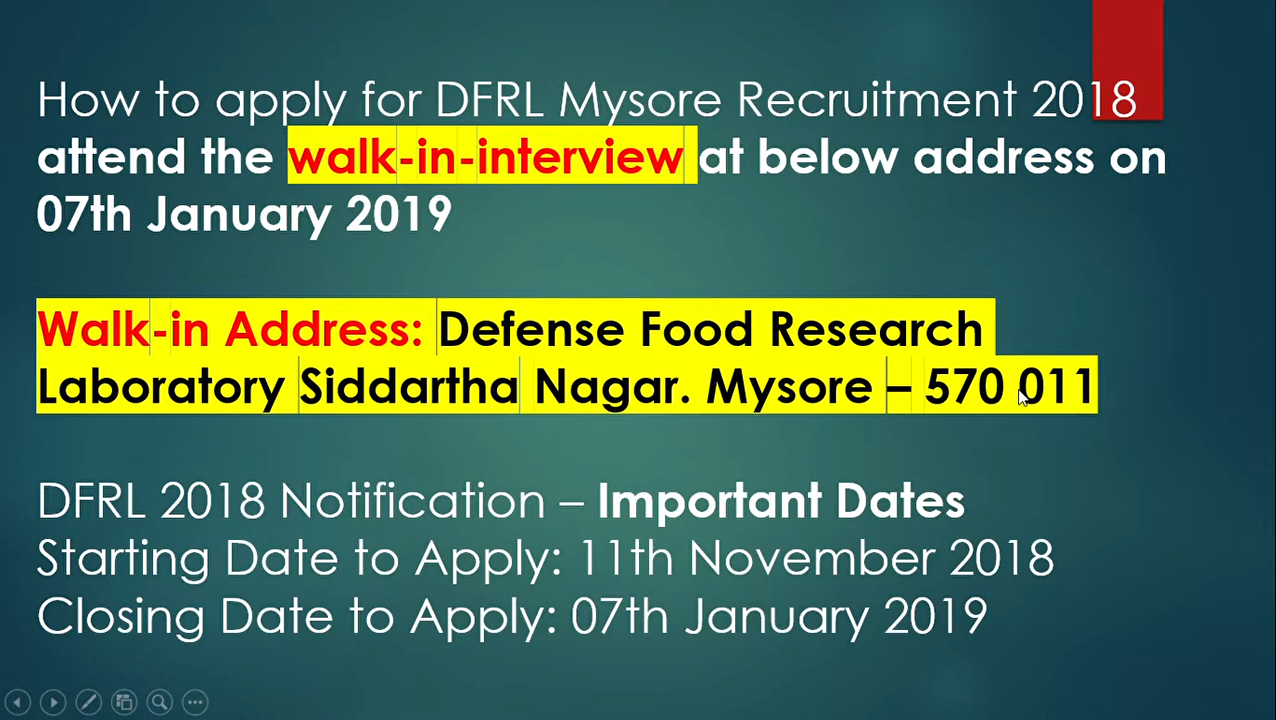 How to apply for DFRL Mysore Recruitment 2018
attend the walk-in-interview at below address on
07th January 2019
Walk-in Address: Defense Food Research
Laboratory Siddartha Nagar. Mysore – 570 011
DFRL 2018 Notification – Important Dates
Starting Date to Apply: 11th November 2018
Closing Date to Apply: 07th January 2019